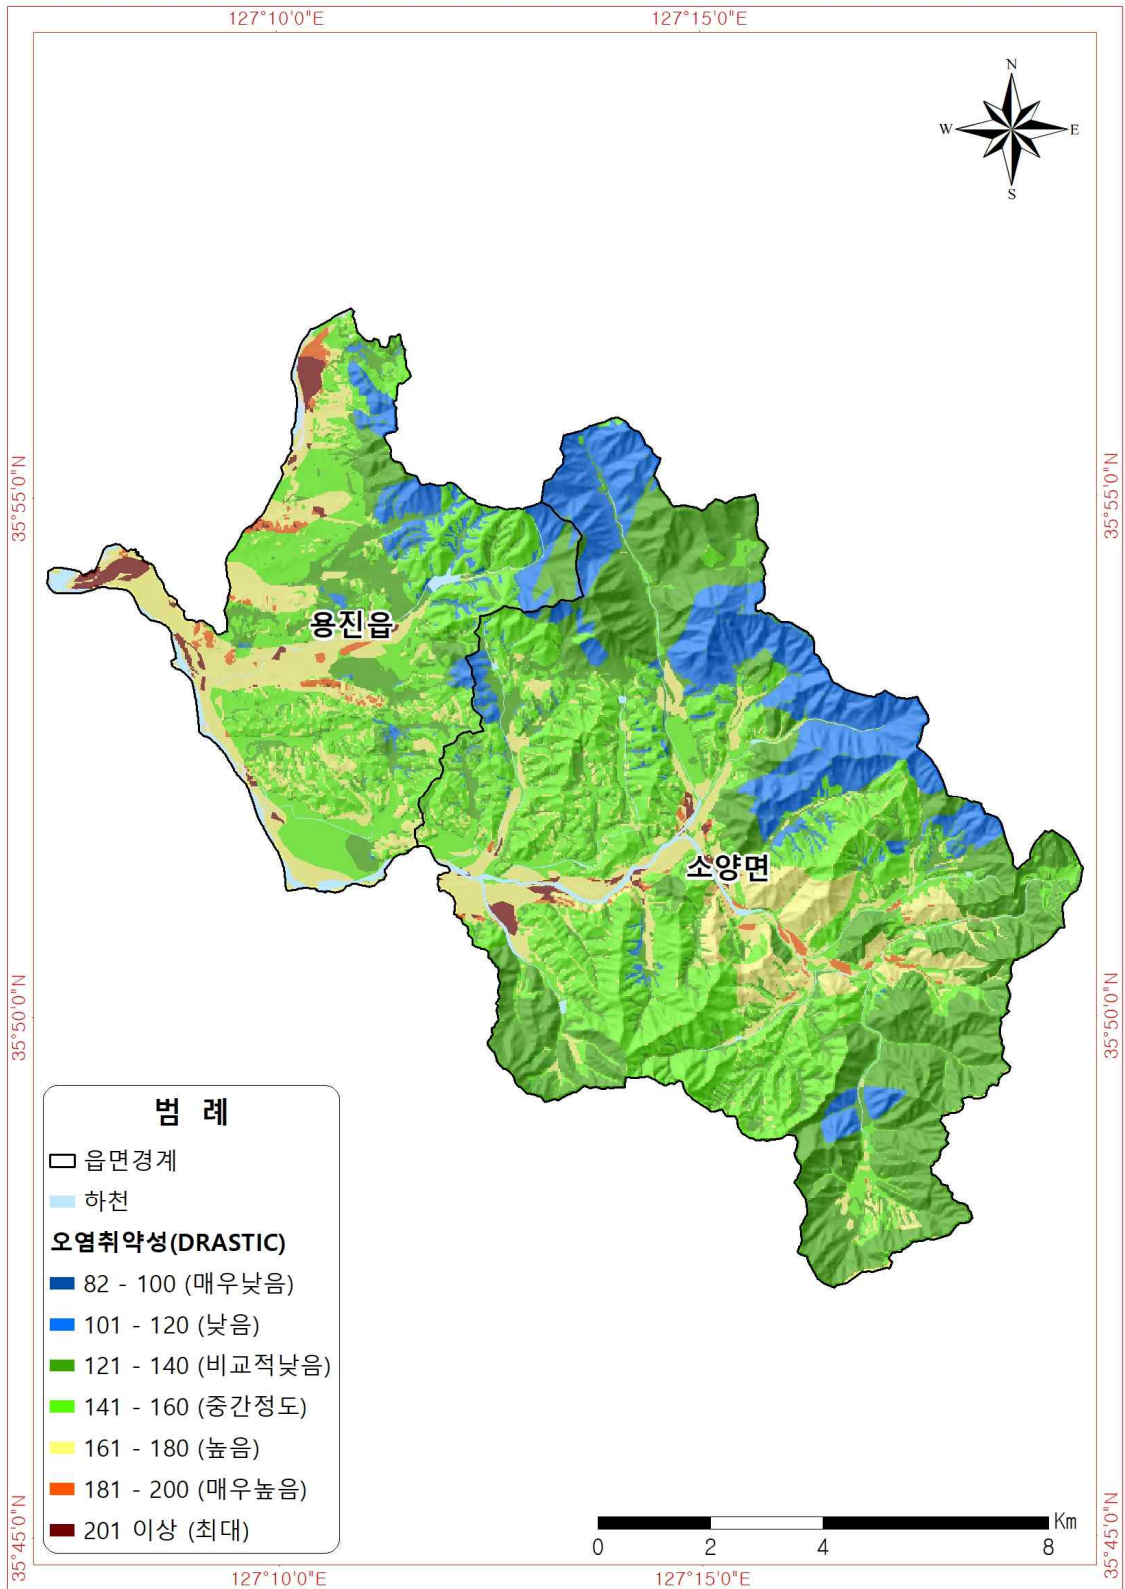 127°10'0"E
127°15'0"E
N
W
E
S
35°55'0"N
35°55'0"N
용진읍
소양면
35°50'0"N
35°50'0"N
범 례
읍면경계
하천
오염취약성(DRASTIC)
82 - 100 (매우낮음)
101 - 120 (낮음)
121 - 140 (비교적낮음)
141 - 160 (중간정도)
161 - 180 (높음)
181 - 200 (매우높음)
201 이상 (최대)
35°45'0"N
35°45'0"N
Km
0 2 4 8
127°10'0"E
127°15'0"E